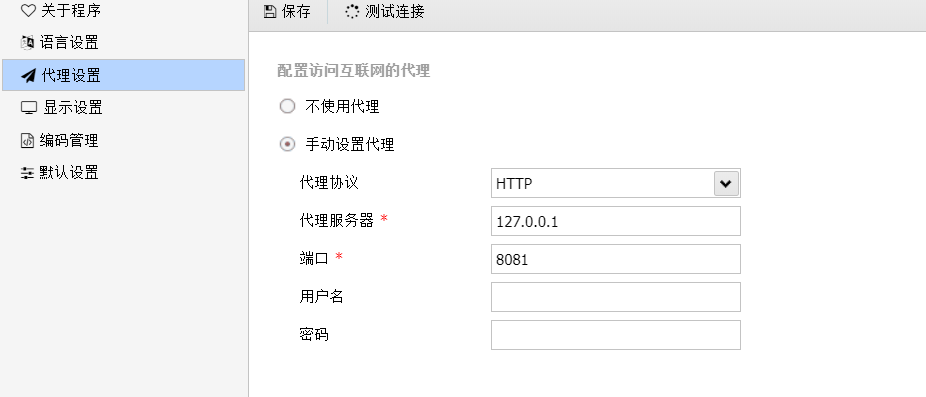 关于程序
语言设置
代理设置
显示设置
编码管理
默认设置
保存 测试连接
配置访问互联网的代理
不使用代理
手动设置代理
代理协议 HTTP
代理服务器 * 127.0.0.1
端口 * 8081
用户名
密码